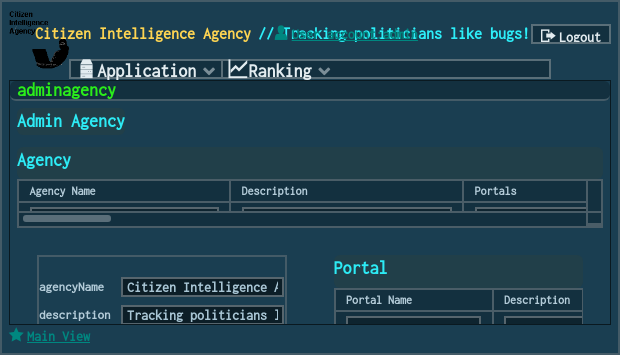 Citizen
Intelligence
Agency
Citizen Intelligence Agency // Tracking politicians like bugs!
Logout
Application
Ranking
adminagency
Admin Agency
Agency
Agency Name
Description
Portals
agencyName
Citizen Intelligence A
description
Tracking politicians l
Portal
Portal Name
Description
Main View